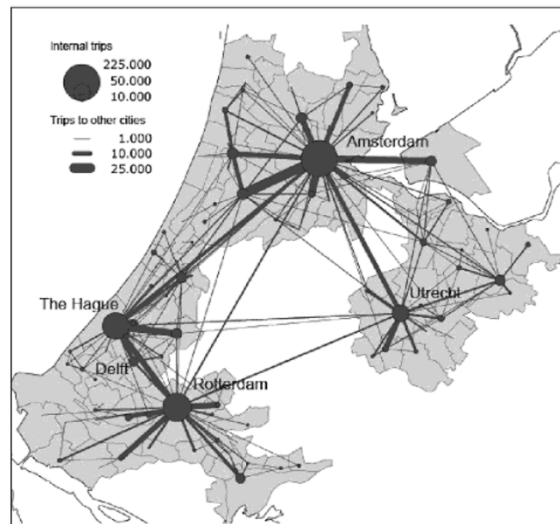 Internal trips
225.000
50.000
10.000
Trips to other cities
1.000
10.000
25.000
Amsterdam
The Hague
Utrecht
Delft
Rotterdam